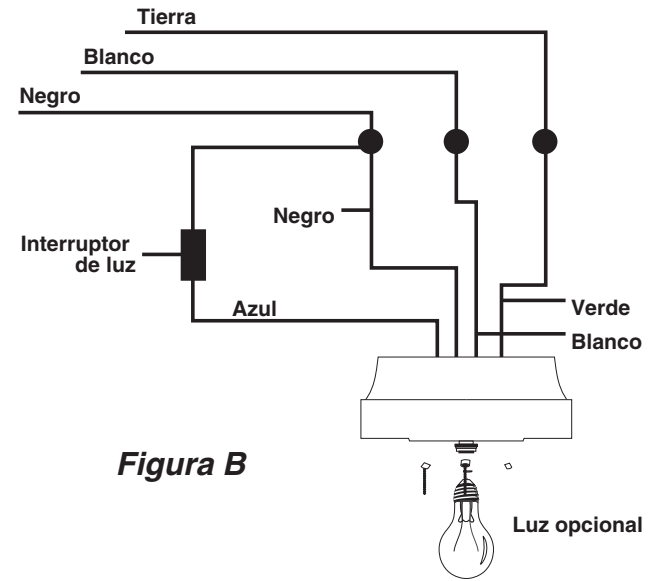 Tierra
Blanco
Negro
Negro
Interruptor
de luz
Azul
Verde
Blanco
Figura B
Luz opcional